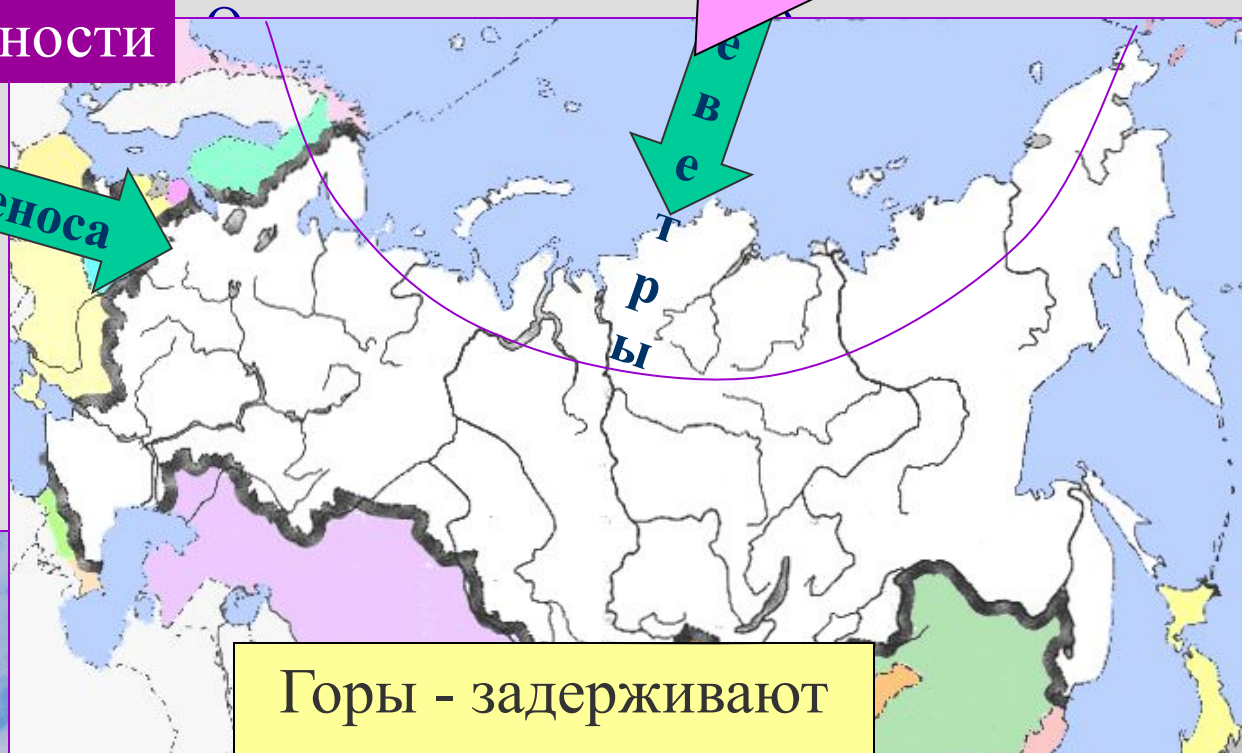 ности
еноса
е
в
е
т
р
ы
Горы - задерживают